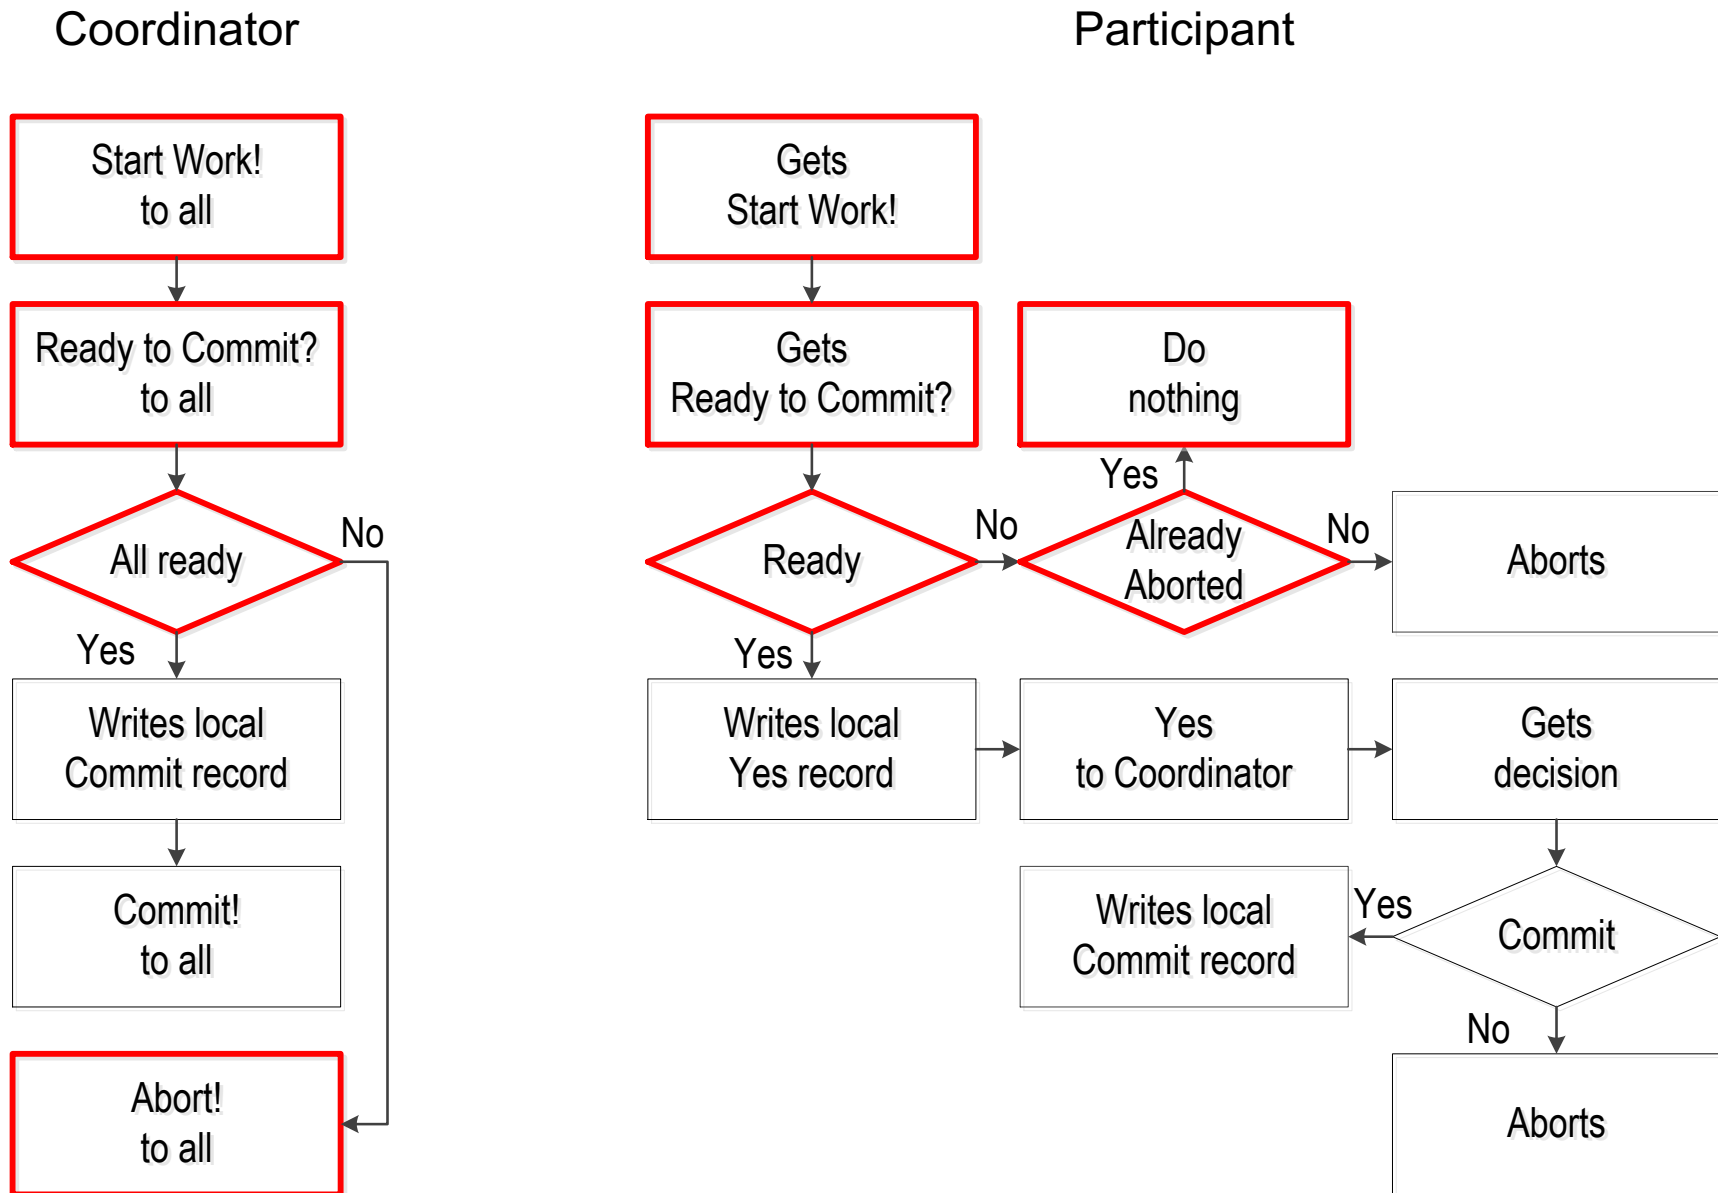 Coordinator
Start Work!
to all
Ready to Commit?
to all
All ready
No
Yes
Writes local
Commit record
Commit!
to all
Abort!
to all
Participant
Gets
Start Work!
Gets
Ready to Commit?
Do
nothing
Yes
Ready
No
Already
Aborted
No
Aborts
Yes
Writes local
Yes record
Yes
to Coordinator
Gets
decision
Writes local
Commit record
Yes
Commit
No
Aborts